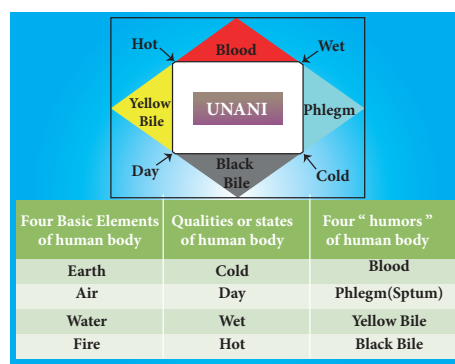 Hot
Wet
Blood
Yellow
Bile
UNANI
Phlegm
Day
Black
Bile
Cold
Four Basic Elements
of human body
Qualities or states
of human body
Four “ humors ”
of human body
Earth Cold Blood
Air Day Phlegm(Sptum)
Water Wet Yellow Bile
Fire Hot Black Bile